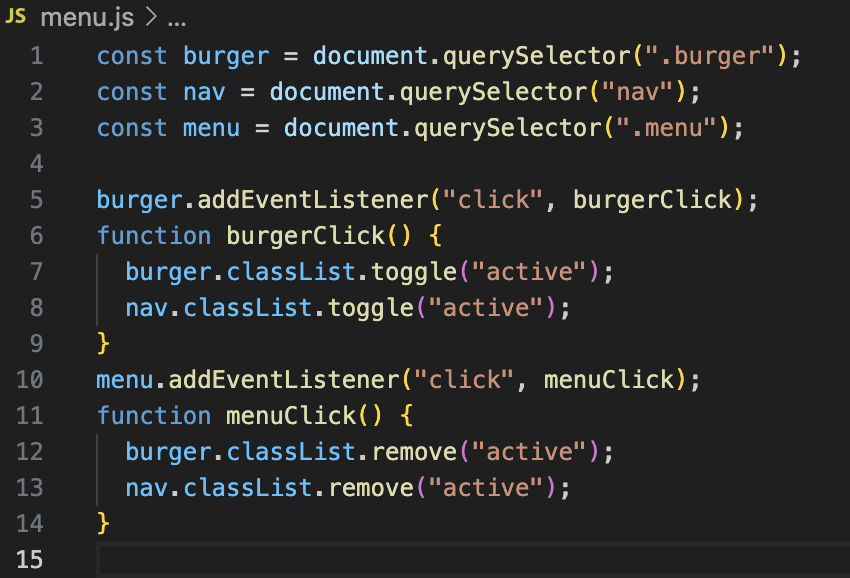 JS menu.js > ...
1 const burger = document.querySelector(".burger");
2 const nav = document.querySelector("nav");
3 const menu = document.querySelector(".menu");
4
5 burger.addEventListener("click", burgerClick);
6 function burgerClick() {
7   burger.classList.toggle("active");
8   nav.classList.toggle("active");
9 }
10 menu.addEventListener("click", menuClick);
11 function menuClick() {
12   burger.classList.remove("active");
13   nav.classList.remove("active");
14 }
15